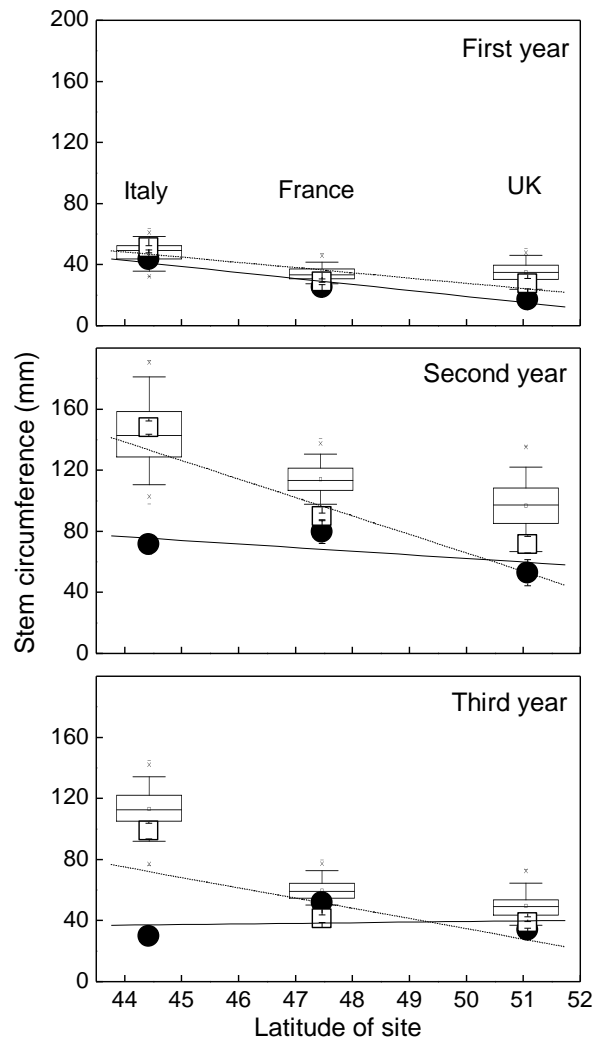 200
First year
160
120
Italy
France
UK
80
40
0
Second year
160
120
80
40
0
Third year
160
120
80
40
0
44 45 46 47 48 49 50 51 52
Stem circumference (mm)
Latitude of site